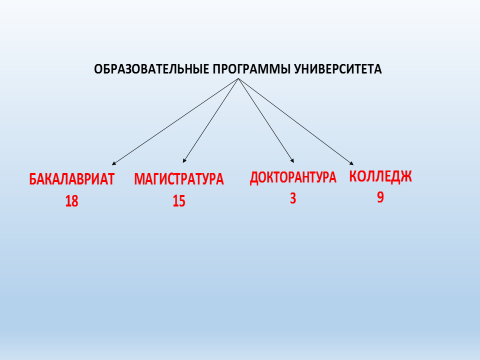 ОБРАЗОВАТЕЛЬНЫЕ ПРОГРАММЫ УНИВЕРСИТЕТА
БАКАЛАВРИАТ
18
МАГИСТРАТУРА
15
ДОКТОРАНТУРА
3
КОЛЛЕДЖ
9